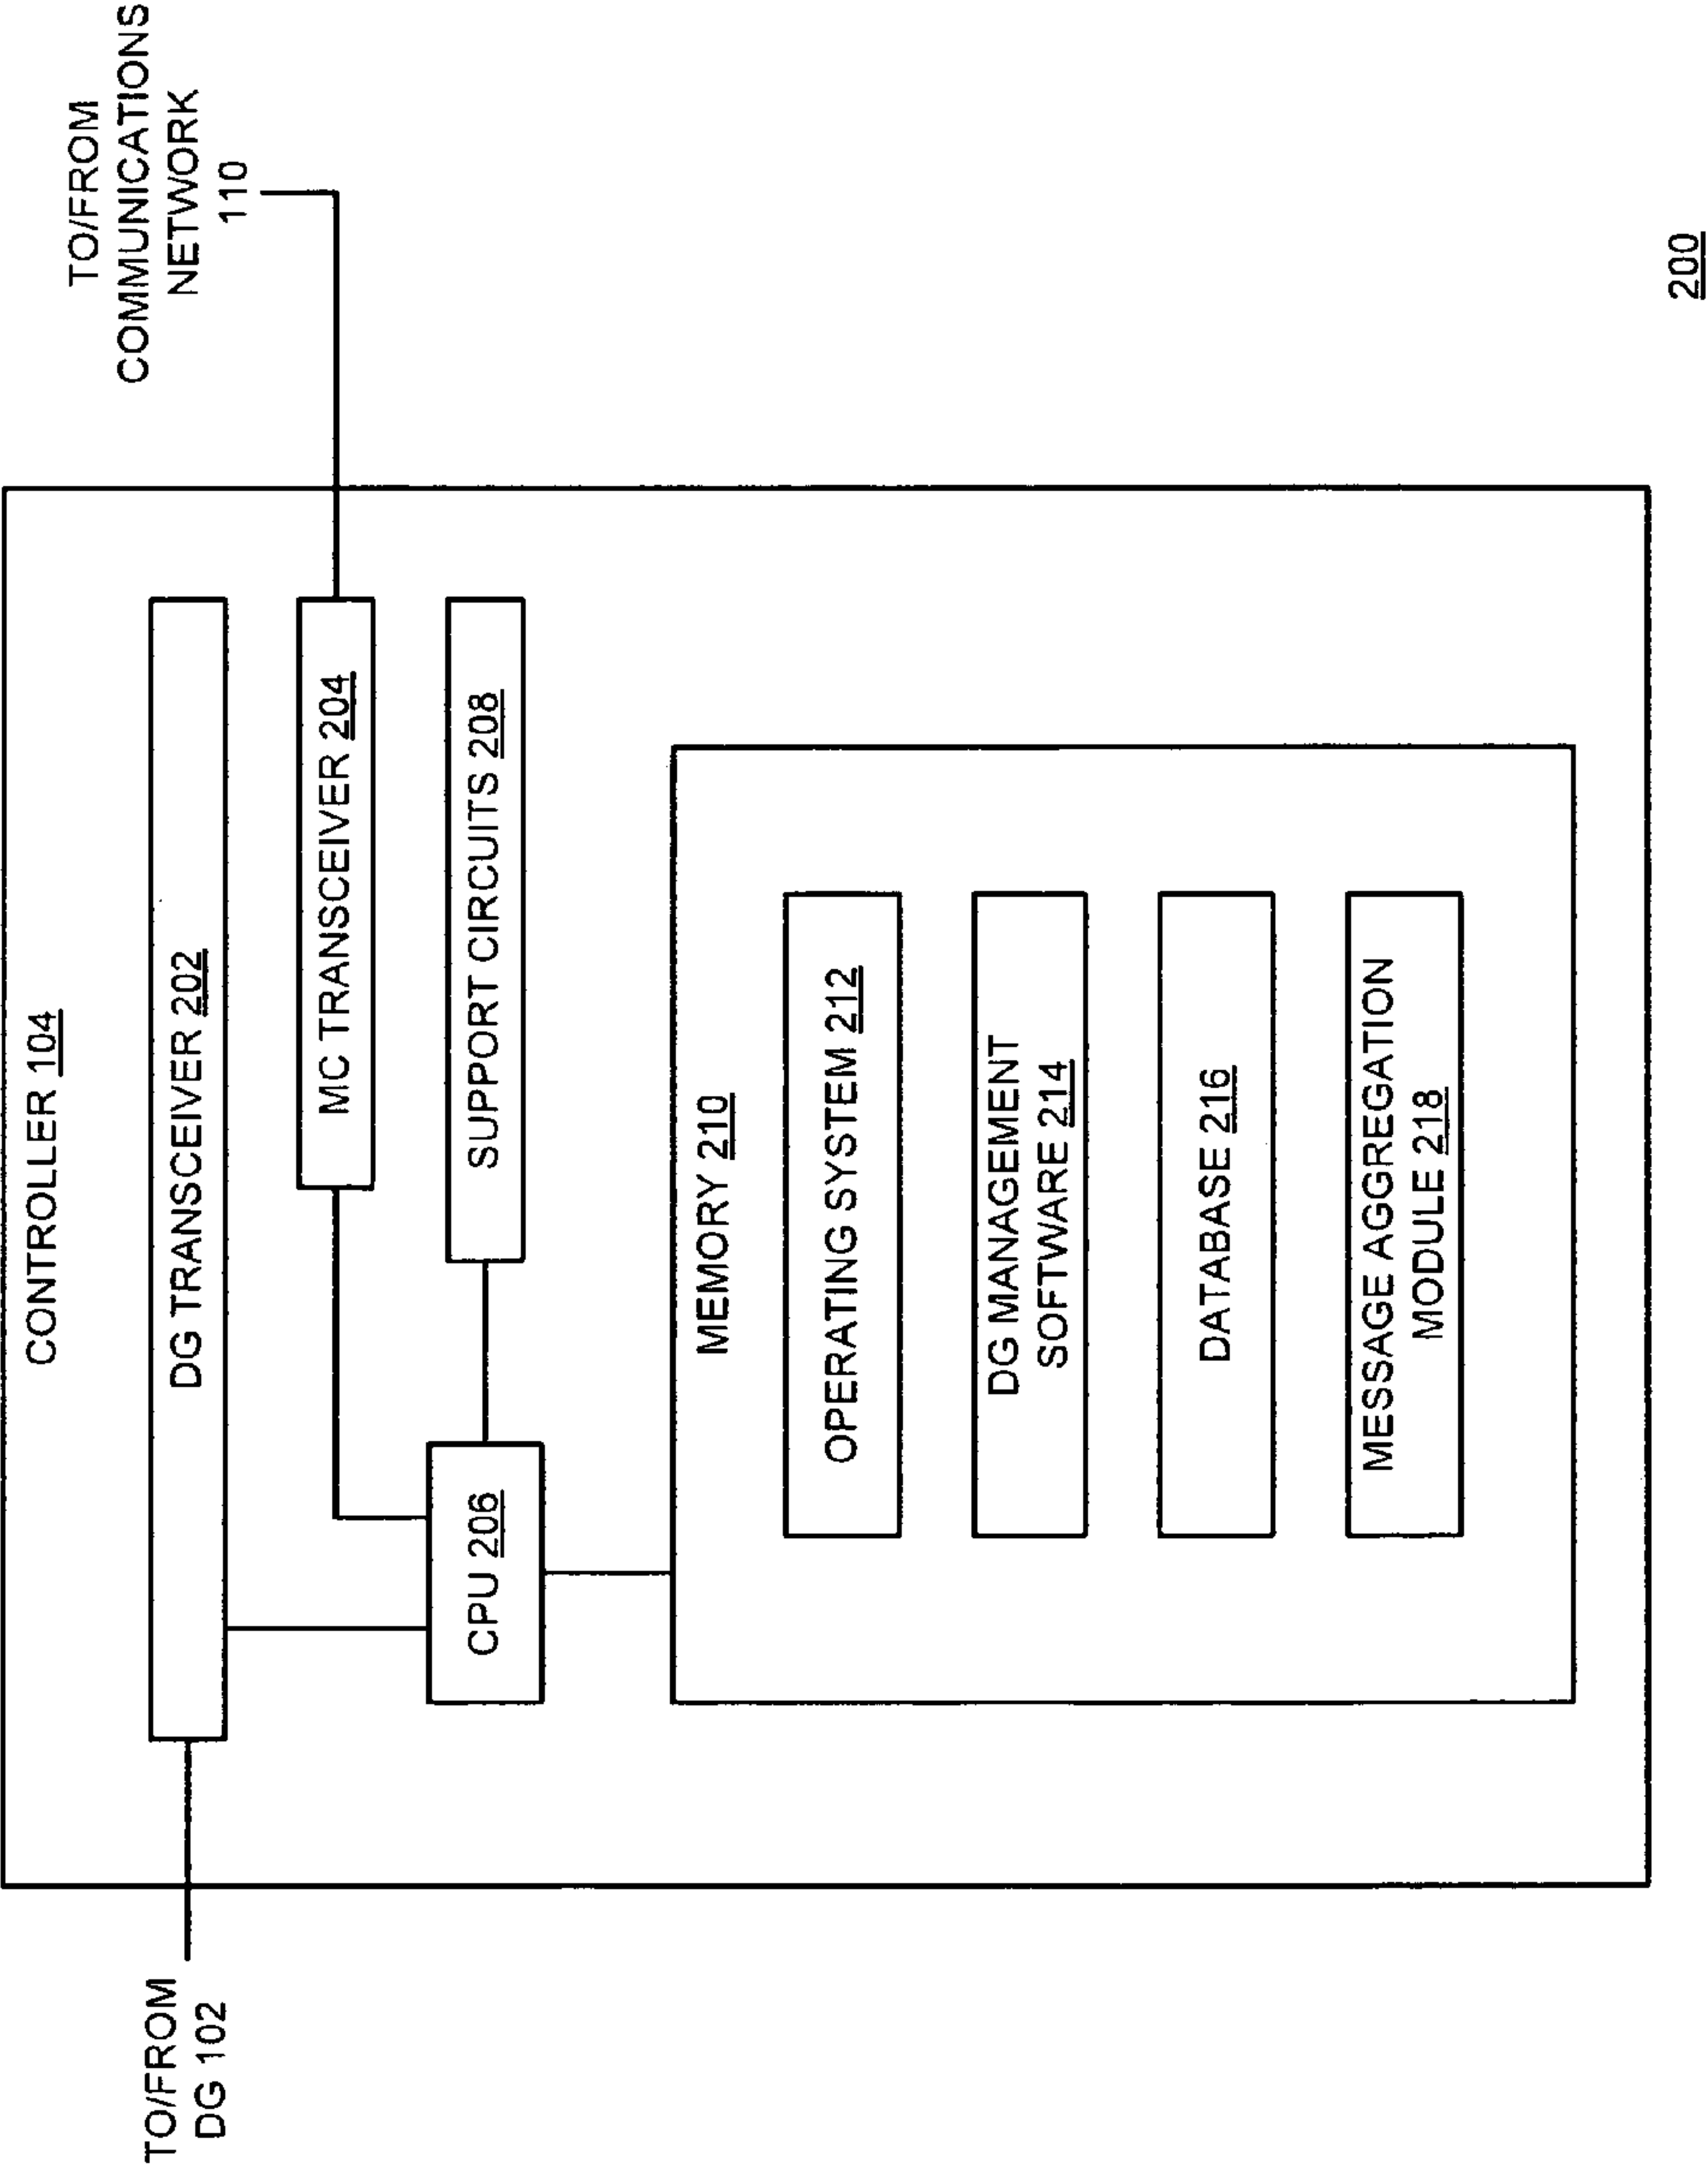 CONTROLLER 104
TO/FROM
DG 102
DG TRANSCEIVER 202
TO/FROM
COMMUNICATIONS
NETWORK
110
MC TRANSCEIVER 204
CPU 206
SUPPORT CIRCUITS 208
MEMORY 210
OPERATING SYSTEM 212
DG MANAGEMENT
SOFTWARE 214
DATABASE 216
MESSAGE AGGREGATION
MODULE 218
200